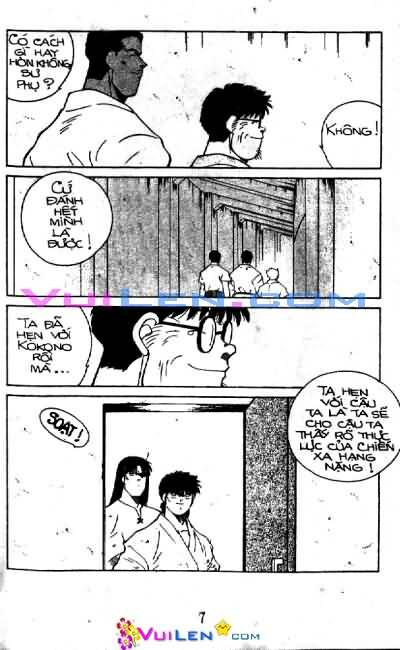 CÓ CÁCH
GÌ HAY
HƠN KHÔNG
SƯ
PHỤ?
KHÔNG!
CỨ
ĐÁNH
HẾT
MÌNH
LÀ
ĐƯỢC!
VUILEN.COM
TA ĐÃ
HẸN VỚI
KOKONO
RỒI
MÀ...
TA HẸN
VỚI CẬU
TA LÀ TA SẼ
CHO CẬU TA
THẤY RÕ THỰC
LỰC CỦA CHIẾN
XA HẠNG
NẶNG!
SOẠT!
7
VUILEN.COM